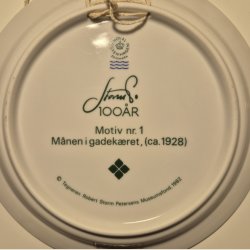 Storm P.
100 ÅR
Motiv nr. 1
Månen i gadekæret, (ca. 1928)
© Tegneren Robert Storm Petersens Museumsfond 1982